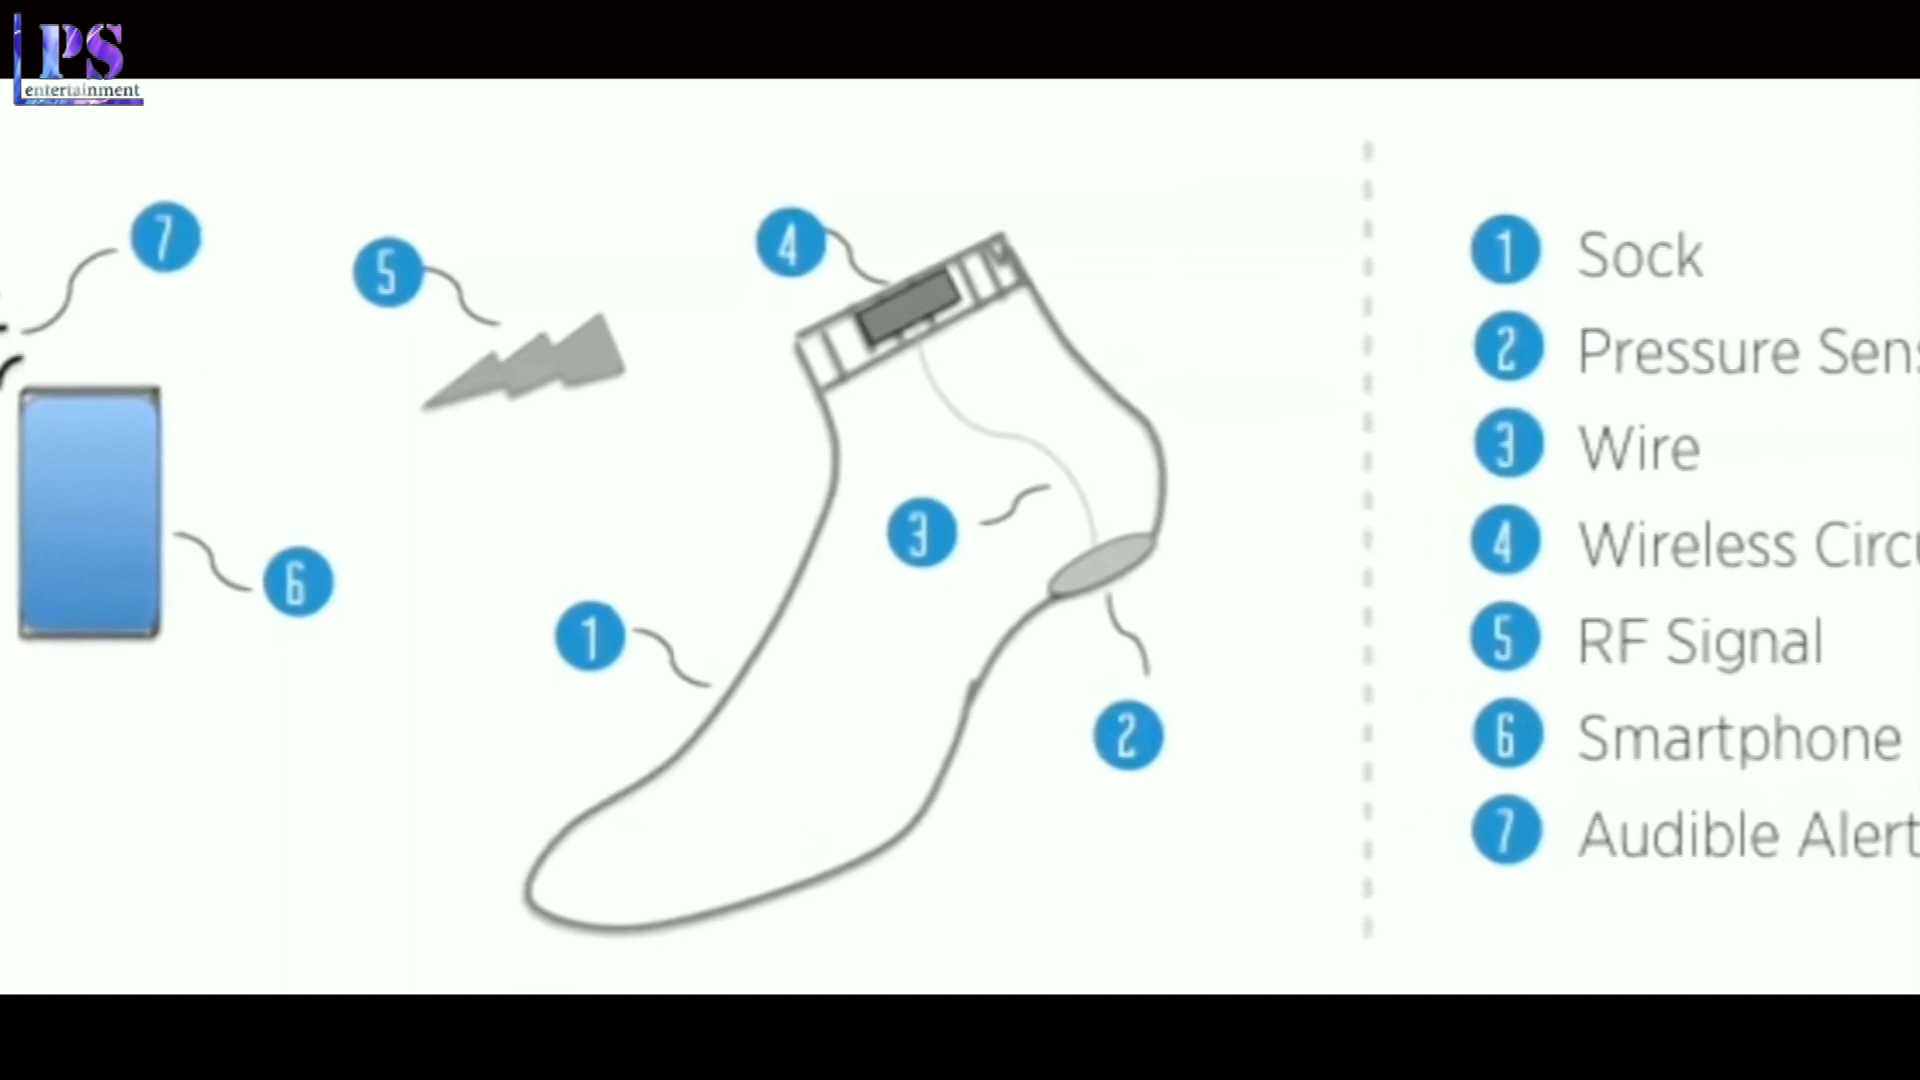 PS
entertainment
7
5
4
3
6
1
2
1 Sock
2 Pressure Sens
3 Wire
4 Wireless Circu
5 RF Signal
6 Smartphone
7 Audible Alert